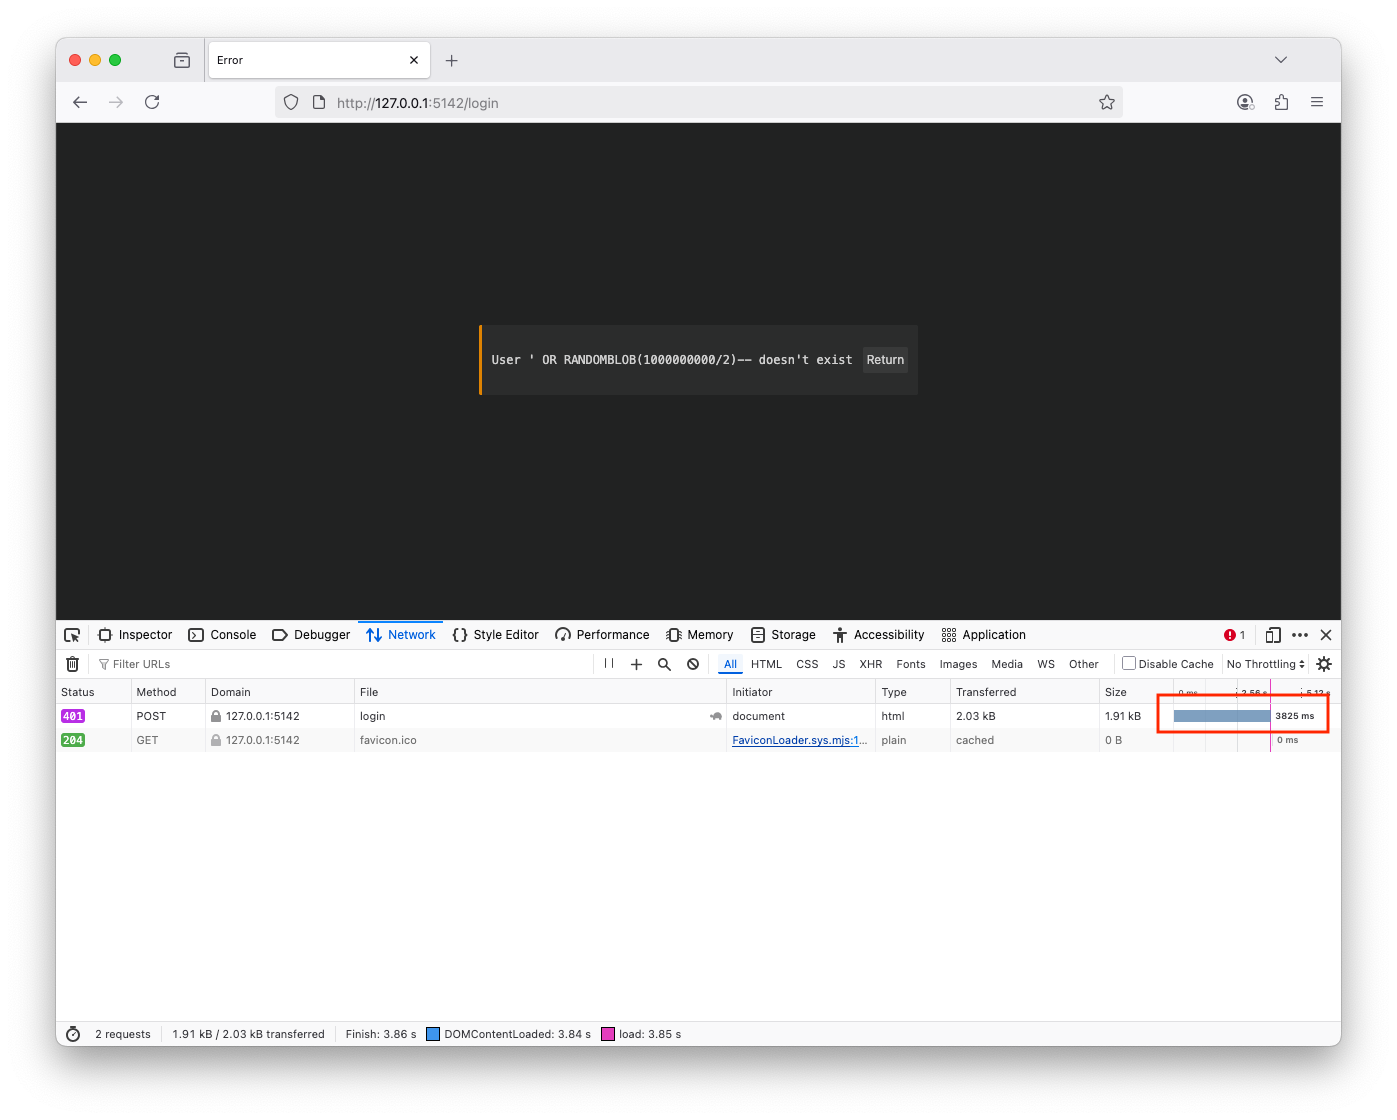 Error
http://127.0.0.1:5142/login
User ' OR RANDOMBLOB(1000000000/2)-- doesn't exist Return
Inspector Console Debugger Network Style Editor Performance Memory Storage Accessibility Application 1
Filter URLs All HTML CSS JS XHR Fonts Images Media WS Other Disable Cache No Throttling
Status Method Domain File Initiator Type Transferred Size 0 ms 2.56 s 5.12 s
401 POST 127.0.0.1:5142 login document html 2.03 kB 1.91 kB 3825 ms
204 GET 127.0.0.1:5142 favicon.ico FaviconLoader.sys.mjs:1... plain cached 0 B 0 ms
2 requests 1.91 kB / 2.03 kB transferred Finish: 3.86 s DOMContentLoaded: 3.84 s load: 3.85 s